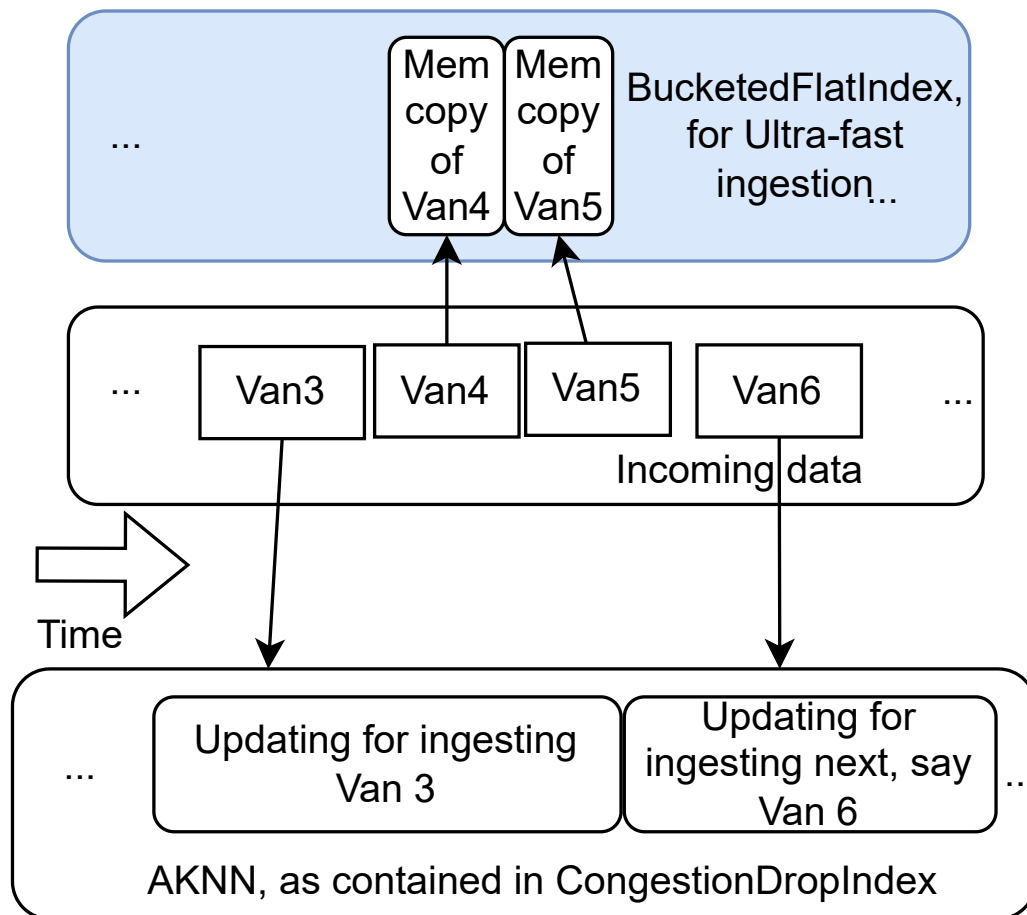 Mem
copy
of
Van4
Mem
copy
of
Van5
BucketedFlatIndex,
for Ultra-fast
ingestion
...
...
...
Van3
Van4
Van5
Van6
...
Incoming data
Time
Updating for ingesting
Van 3
Updating for
ingesting next, say
Van 6
...
...
AKNN, as contained in CongestionDropIndex